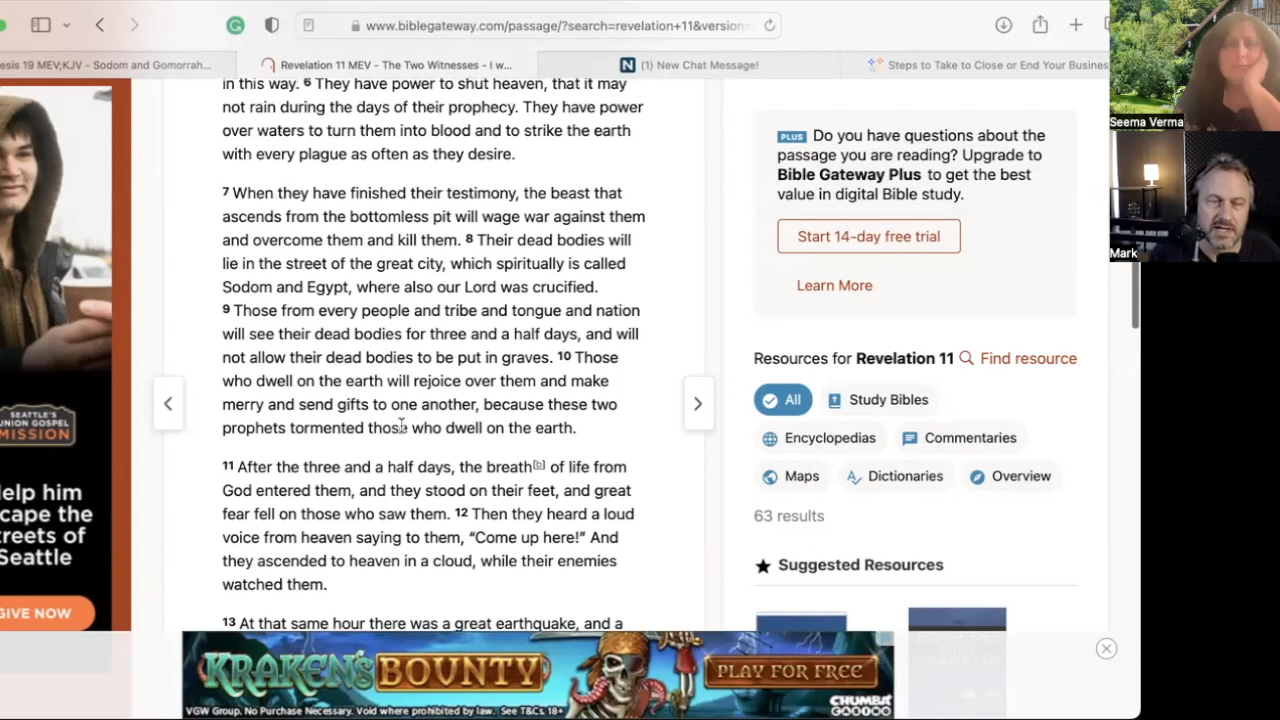 www.biblegateway.com/passage/?search=revelation+11&version=
esis 19 MEV;KJV - Sodom and Gomorrah...
Revelation 11 MEV - The Two Witnesses - I w...
N (1) New Chat Message!
Steps to Take to Close or End Your Busines
in this way. 6 They have power to shut heaven, that it may
not rain during the days of their prophecy. They have power
over waters to turn them into blood and to strike the earth
with every plague as often as they desire.
7 When they have finished their testimony, the beast that
ascends from the bottomless pit will wage war against them
and overcome them and kill them. 8 Their dead bodies will
lie in the street of the great city, which spiritually is called
Sodom and Egypt, where also our Lord was crucified.
9 Those from every people and tribe and tongue and nation
will see their dead bodies for three and a half days, and will
not allow their dead bodies to be put in graves. 10 Those
who dwell on the earth will rejoice over them and make
merry and send gifts to one another, because these two
prophets tormented those who dwell on the earth.
11 After the three and a half days, the breath[b] of life from
God entered them, and they stood on their feet, and great
fear fell on those who saw them. 12 Then they heard a loud
voice from heaven saying to them, “Come up here!” And
they ascended to heaven in a cloud, while their enemies
watched them.
13 At that same hour there was a great earthquake, and a
PLUS Do you have questions about the
passage you are reading? Upgrade to
Bible Gateway Plus to get the best
value in digital Bible study.
Start 14-day free trial
Learn More
Resources for Revelation 11 Find resource
All Study Bibles
Encyclopedias Commentaries
Maps Dictionaries Overview
63 results
★ Suggested Resources
SEATTLE'S
UNION GOSPEL
MISSION
elp him
scape the
treets of
Seattle
GIVE NOW
KRAKEN'S BOUNTY
PLAY FOR FREE
CHUMBA
VGW Group. No Purchase Necessary. Void where prohibited by law. See T&Cs. 18+
Seema Verma
Mark